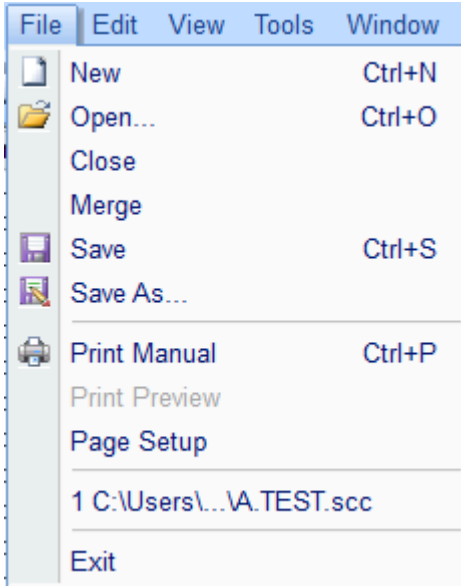 File Edit View Tools Window
New Ctrl+N
Open... Ctrl+O
Close
Merge
Save Ctrl+S
Save As...
Print Manual Ctrl+P
Print Preview
Page Setup
1 C:\Users\...\A.TEST.scc
Exit